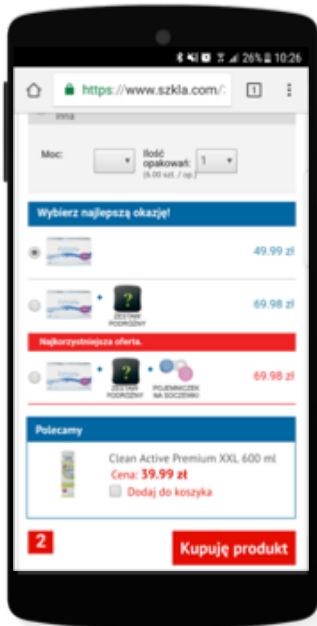 26% 10:26
https://www.szkla.com/
1
inna
Moc:
Ilość
opakowań: 1
(6.00 szt. / op.)
Wybierz najlepszą okazję!
49.99 zł
+ ?
ZESTAW
PODRÓŻNY
69.98 zł
Najkorzystniejsza oferta.
+ ? +
ZESTAW
PODRÓŻNY
POJEMNICZEK
NA SOCZEWKI
69.98 zł
Polecamy
Clean Active Premium XXL 600 ml
Cena: 39.99 zł
Dodaj do koszyka
2
Kupuję produkt